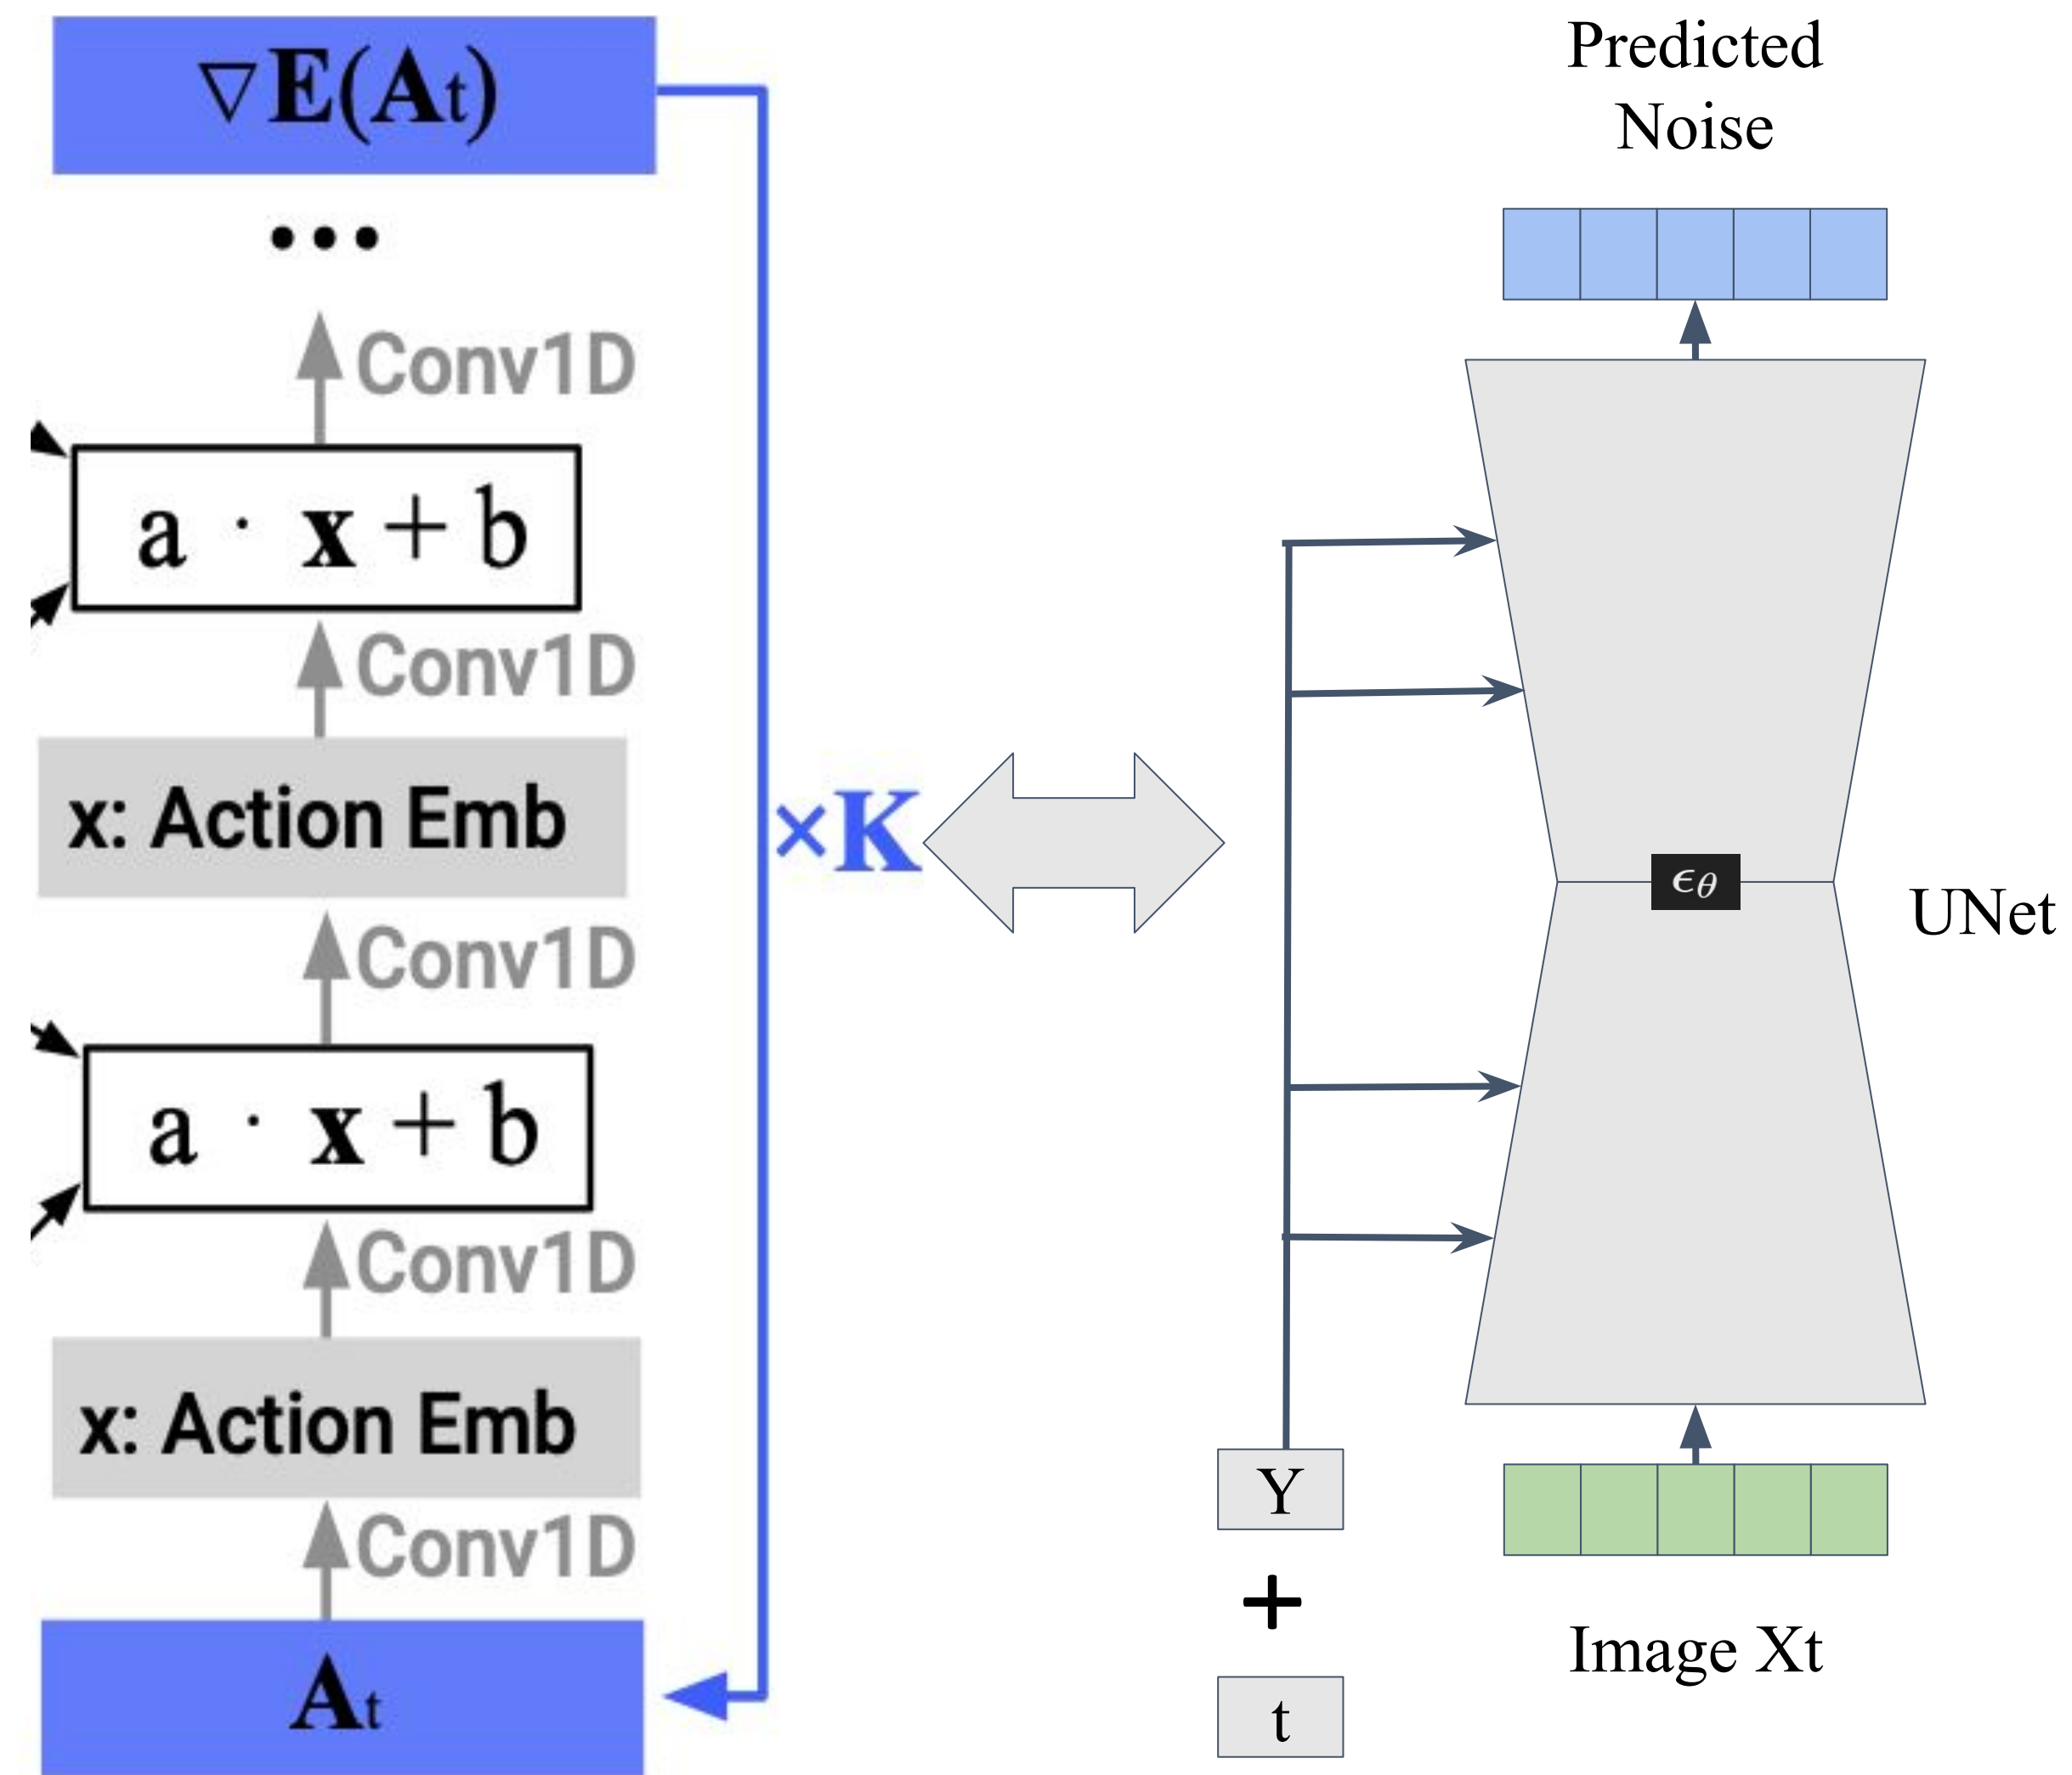 ▽E(At)
...
Conv1D
a · x + b
Conv1D
x: Action Emb
Conv1D
a · x + b
Conv1D
x: Action Emb
Conv1D
At
×K
Predicted
Noise
ϵθ
UNet
Y
+
t
Image Xt